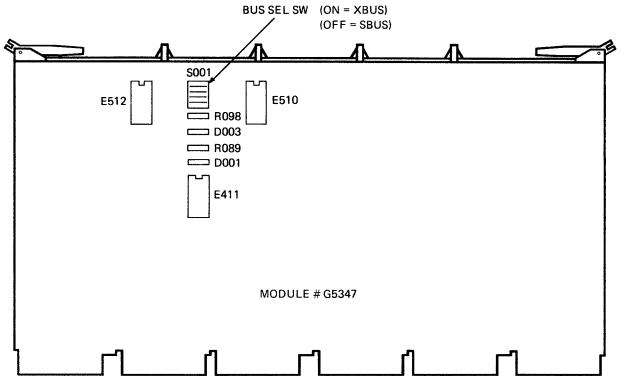 BUS SEL SW (ON = XBUS)
(OFF = SBUS)
S001
E512
E510
R098
D003
R089
D001
E411
MODULE # G5347